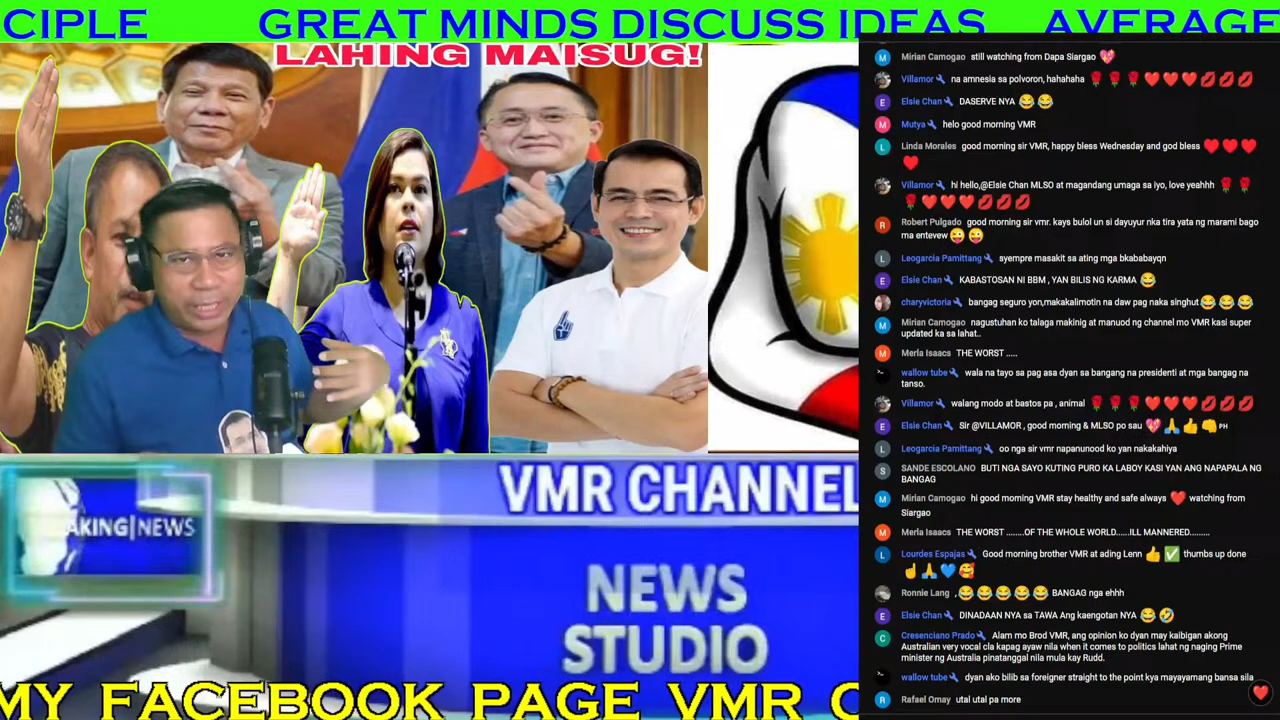 CIPLE GREAT MINDS DISCUSS IDEAS AVERAGE
LAHING MAISUG!
VMR CHANNEL
AKING|NEWS
NEWS
STUDIO
MY FACEBOOK PAGE VMR C
Mirian Camogao still watching from Dapa Siargao 💖
Villamor na amnesia sa polvoron, hahahaha 🌹🌹🌹❤️❤️❤️💋💋💋
E Elsie Chan DASERVE NYA 😂😂
M Mutya helo good morning VMR
L Linda Morales good morning sir VMR, happy bless Wednesday and god bless ♥️♥️♥️
♥️
Villamor hi hello,@Elsie Chan MLSO at magandang umaga sa iyo, love yeahhh 🌹🌹
🌹❤️❤️❤️💋💋💋
R Robert Pulgado good morning sir vmr. kays bulol un si dayuyur nka tira yata ng marami bago
ma entevew😜😜
L Leogarcia Pamittang syempre masakit sa ating mga bkababayqn
E Elsie Chan KABASTOSAN NI BBM , YAN BILIS NG KARMA 😂
charyvictoria bangag seguro yon,makakalimotin na daw pag naka singhut😂😂😂
M Mirian Camogao nagustuhan ko talaga makinig at manuod ng channel mo VMR kasi super
updated ka sa lahat..
M Merla Isaacs THE WORST .....
wallow tube wala na tayo sa pag asa dyan sa bangang na presidenti at mga bangag na
tanso.
Villamor walang modo at bastos pa , animal 🌹🌹🌹❤️❤️❤️💋💋💋
E Elsie Chan Sir @VILLAMOR , good morning & MLSO po sau 💖🙏👍👊🇵🇭
L Leogarcia Pamittang oo nga sir vmr napanunood ko yan nakakahiya
S SANDE ESCOLANO BUTI NGA SAYO KUTING PURO KA LABOY KASI YAN ANG NAPAPALA NG
BANGAG
M Mirian Camogao hi good morning VMR stay healthy and safe always ❤️ watching from
Siargao
M Merla Isaacs THE WORST ........OF THE WHOLE WORLD......ILL MANNERED.........
L Lourdes Espajas Good morning brother VMR at ading Lenn 👍✅ thumbs up done
☝️🙏💙🥰
Ronnie Lang ,😂😂😂😂😂 BANGAG nga ehhh
E Elsie Chan DINADAAN NYA sa TAWA Ang kaengotan NYA 😂🤣
C Cresenciano Prado Alam mo Brod VMR, ang opinion ko dyan may kaibigan akong
Australian very vocal cla kapag ayaw nila when it comes to politics lahat ng naging Prime
minister ng Australia pinatanggal nila mula kay Rudd.
wallow tube dyan ako bilib sa foreigner straight to the point kya mayayamang bansa sila
R Rafael Omay utal utal pa more